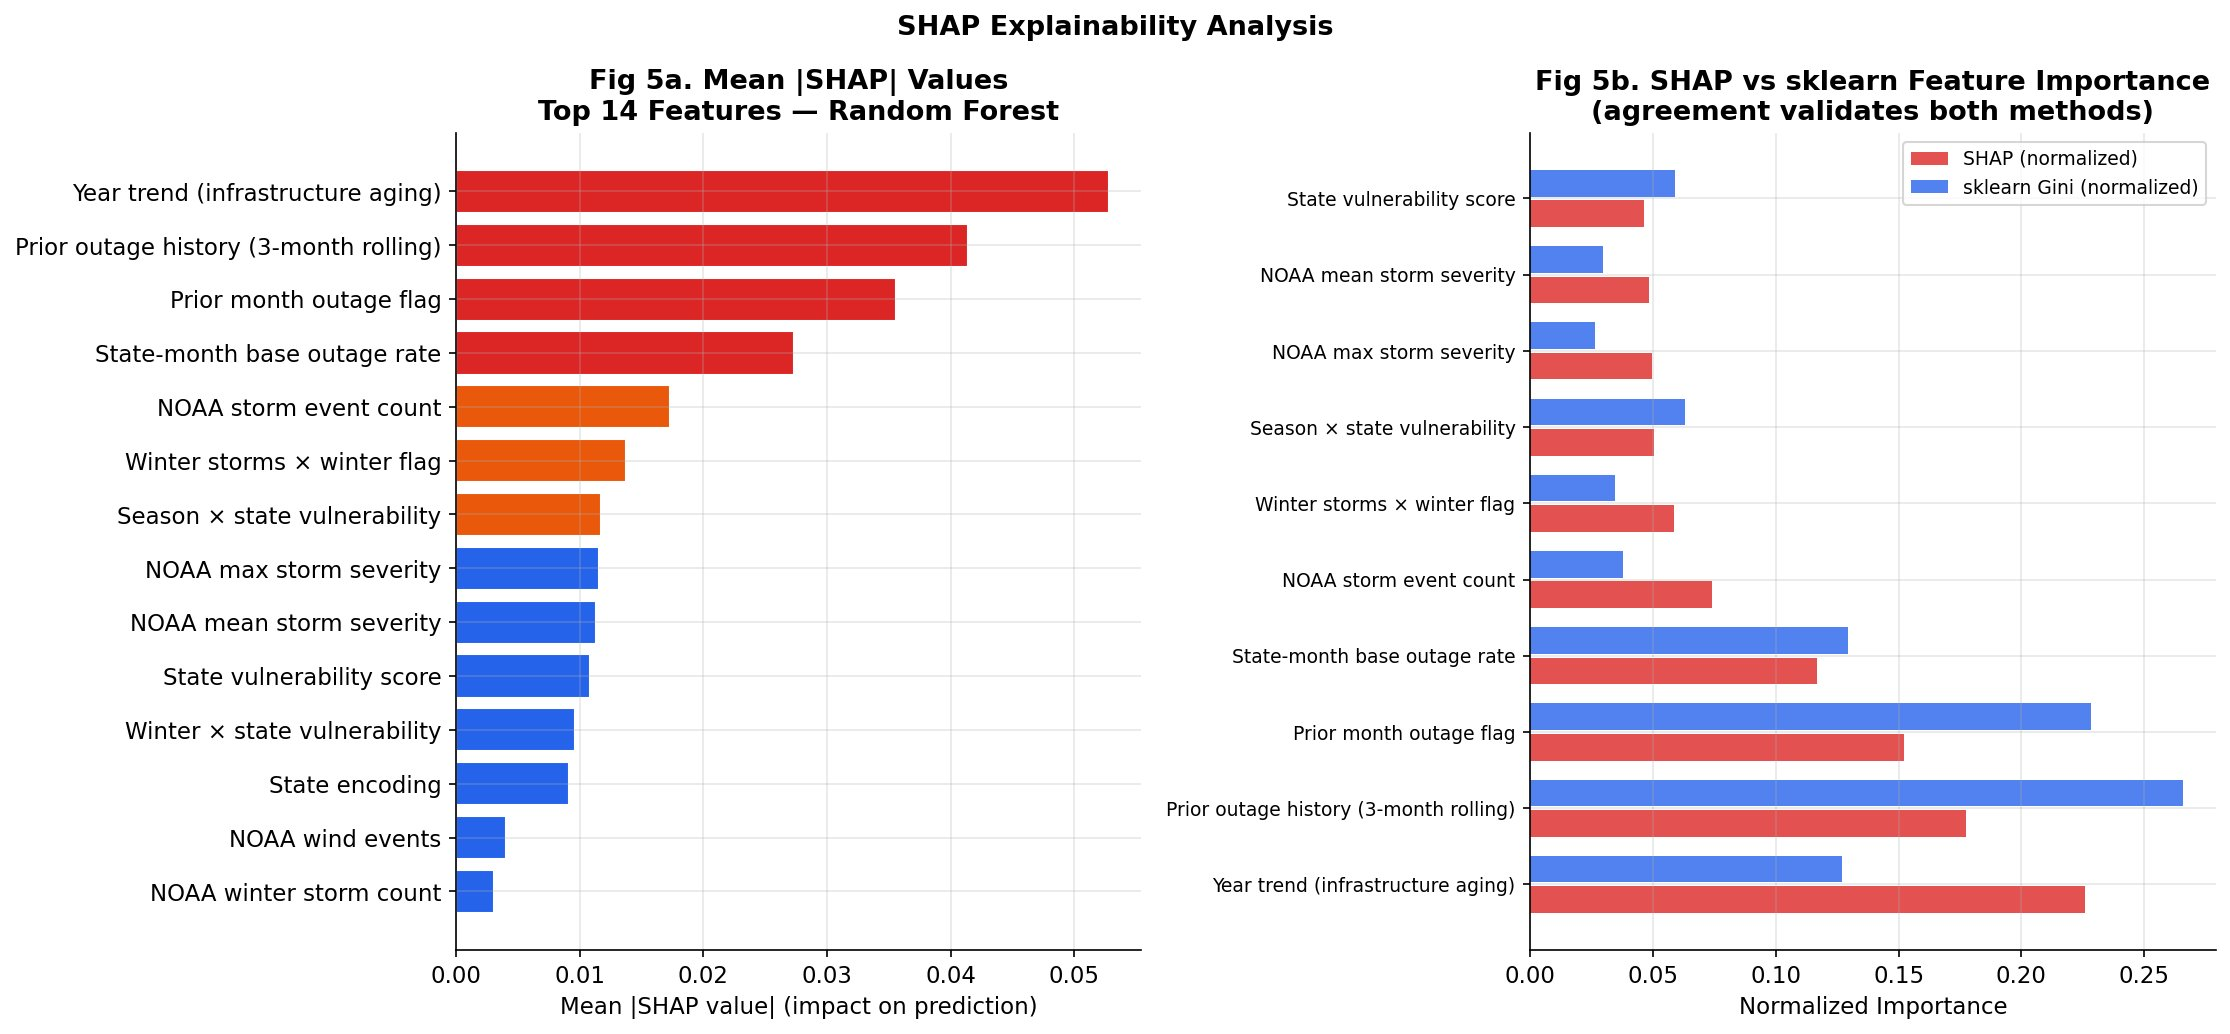 SHAP Explainability Analysis
Fig 5a. Mean |SHAP| Values
Top 14 Features — Random Forest
Year trend (infrastructure aging)
Prior outage history (3-month rolling)
Prior month outage flag
State-month base outage rate
NOAA storm event count
Winter storms × winter flag
Season × state vulnerability
NOAA max storm severity
NOAA mean storm severity
State vulnerability score
Winter × state vulnerability
State encoding
NOAA wind events
NOAA winter storm count
0.00 0.01 0.02 0.03 0.04 0.05
Mean |SHAP value| (impact on prediction)
Fig 5b. SHAP vs sklearn Feature Importance
(agreement validates both methods)
SHAP (normalized)
sklearn Gini (normalized)
State vulnerability score
NOAA mean storm severity
NOAA max storm severity
Season × state vulnerability
Winter storms × winter flag
NOAA storm event count
State-month base outage rate
Prior month outage flag
Prior outage history (3-month rolling)
Year trend (infrastructure aging)
0.00 0.05 0.10 0.15 0.20 0.25
Normalized Importance